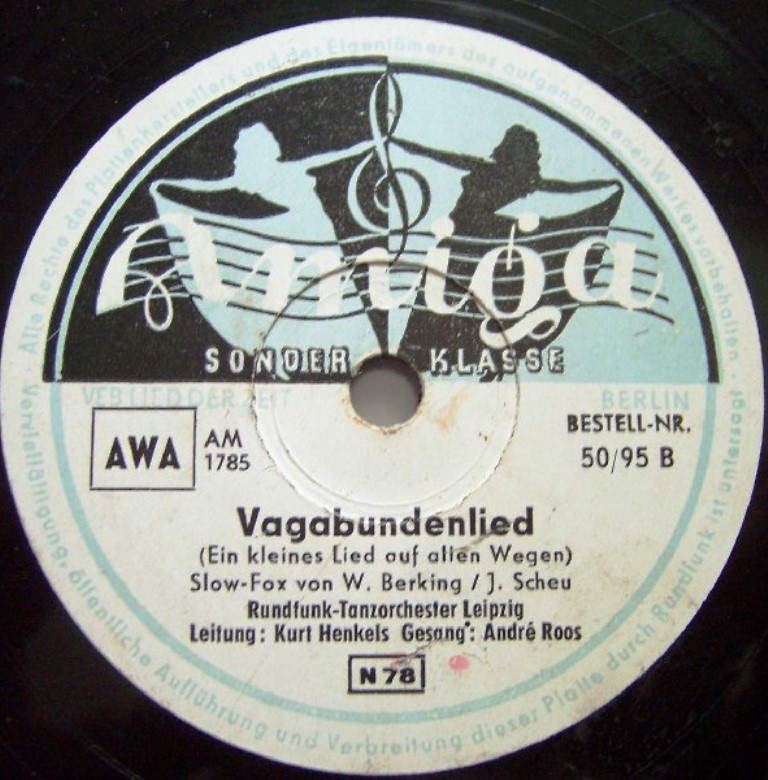 Alle Rechte des Plattenherstellers und des Eigentümers des aufgenommenen Werkes vorbehalten
Amiga
SONDER KLASSE
VEB LIED DER ZEIT BERLIN
AWA
AM
1785
BESTELL-NR.
50/95 B
Vagabundenlied
(Ein kleines Lied auf allen Wegen)
Slow-Fox von W. Berking / J. Scheu
Rundfunk-Tanzorchester Leipzig
Leitung: Kurt Henkels Gesang: André Roos
N 78
Vervielfältigung, öffentliche Aufführung und Verbreitung dieser Platte durch Rundfunk ist untersagt